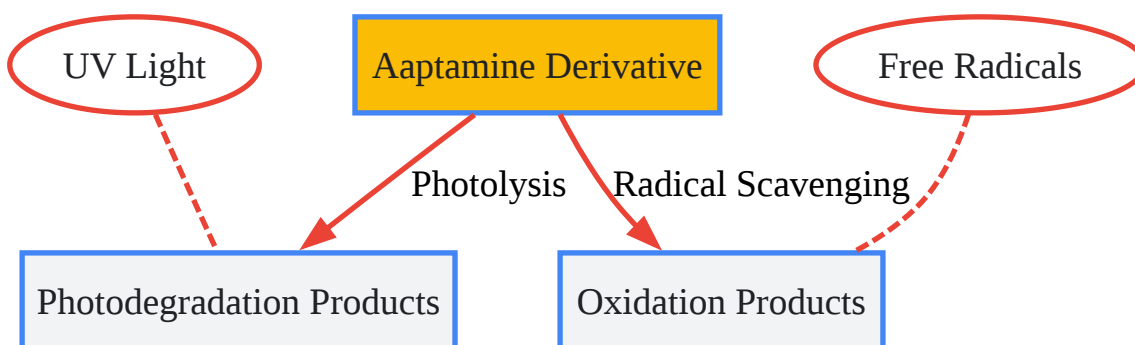 UV Light
Aaptamine Derivative
Free Radicals
Photolysis
Radical Scavenging
Photodegradation Products
Oxidation Products